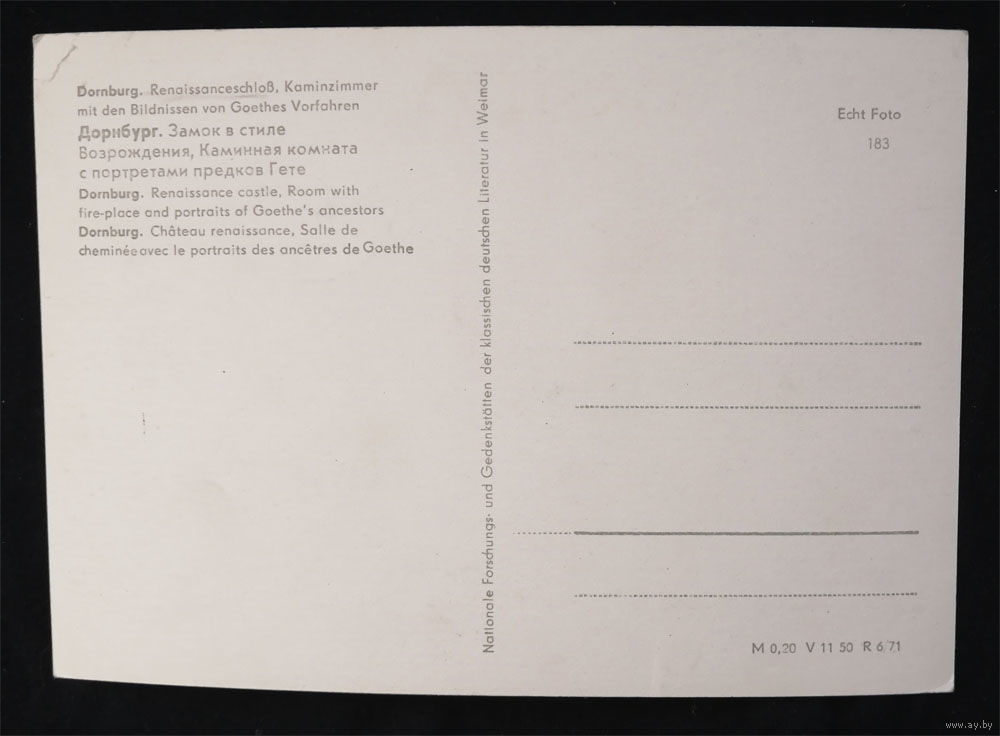 Dornburg. Renaissanceschloß, Kaminzimmer
mit den Bildnissen von Goethes Vorfahren
Дорнбург. Замок в стиле
Возрождения, Каминная комната
с портретами предков Гете
Dornburg. Renaissance castle, Room with
fire-place and portraits of Goethe's ancestors
Dornburg. Château renaissance, Salle de
cheminée avec le portraits des ancêtres de Goethe
Nationale Forschungs- und Gedenkstätten der klassischen deutschen Literatur in Weimar
Echt Foto
183
M 0,20 V 11 50 R 6/71
www.ay.by